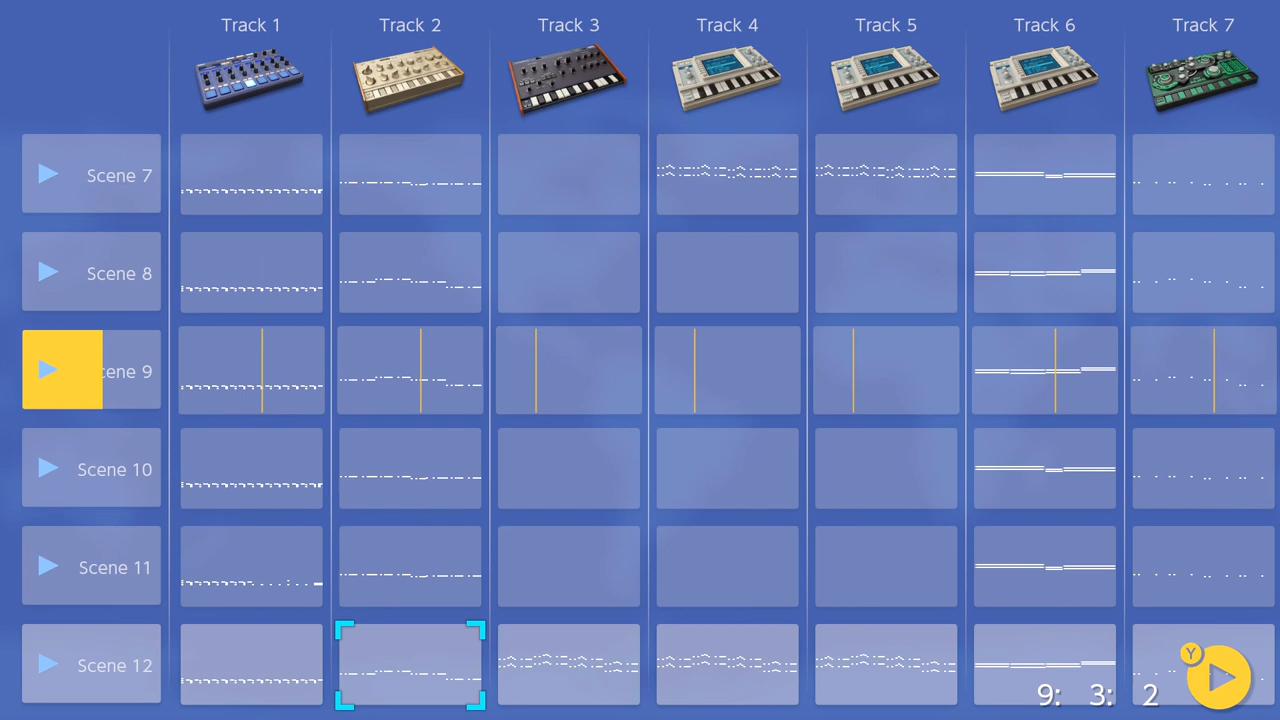 Track 1 Track 2 Track 3 Track 4 Track 5 Track 6 Track 7
Scene 7
Scene 8
cene 9
Scene 10
Scene 11
Scene 12
Y
9: 3: 2